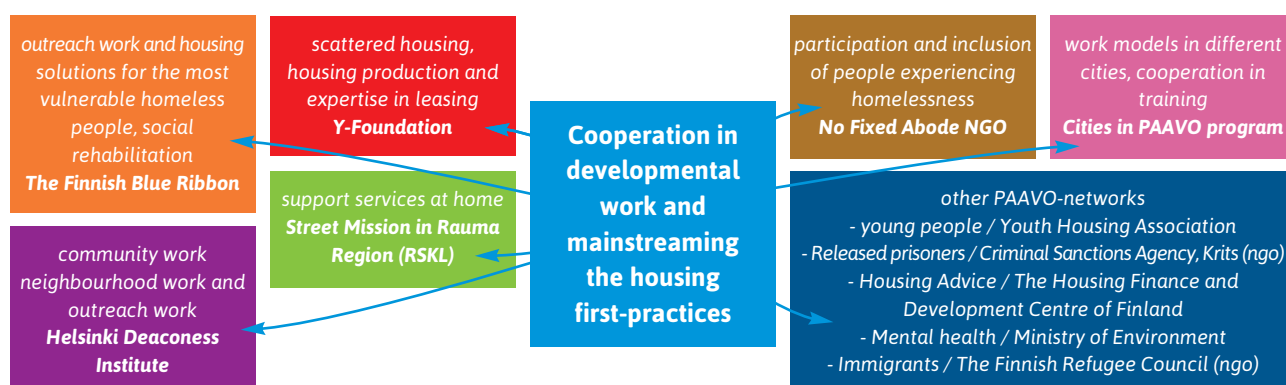 outreach work and housing
solutions for the most
vulnerable homeless
people, social
rehabilitation
The Finnish Blue Ribbon
scattered housing,
housing production and
expertise in leasing
Y-Foundation
support services at home
Street Mission in Rauma
Region (RSKL)
community work
neighbourhood work and
outreach work
Helsinki Deaconess
Institute
Cooperation in
developmental
work and
mainstreaming
the housing
first-practices
participation and inclusion
of people experiencing
homelessness
No Fixed Abode NGO
work models in different
cities, cooperation in
training
Cities in PAAVO program
other PAAVO-networks
- young people / Youth Housing Association
- Released prisoners / Criminal Sanctions Agency, Krits (ngo)
- Housing Advice / The Housing Finance and
Development Centre of Finland
- Mental health / Ministry of Environment
- Immigrants / The Finnish Refugee Council (ngo)